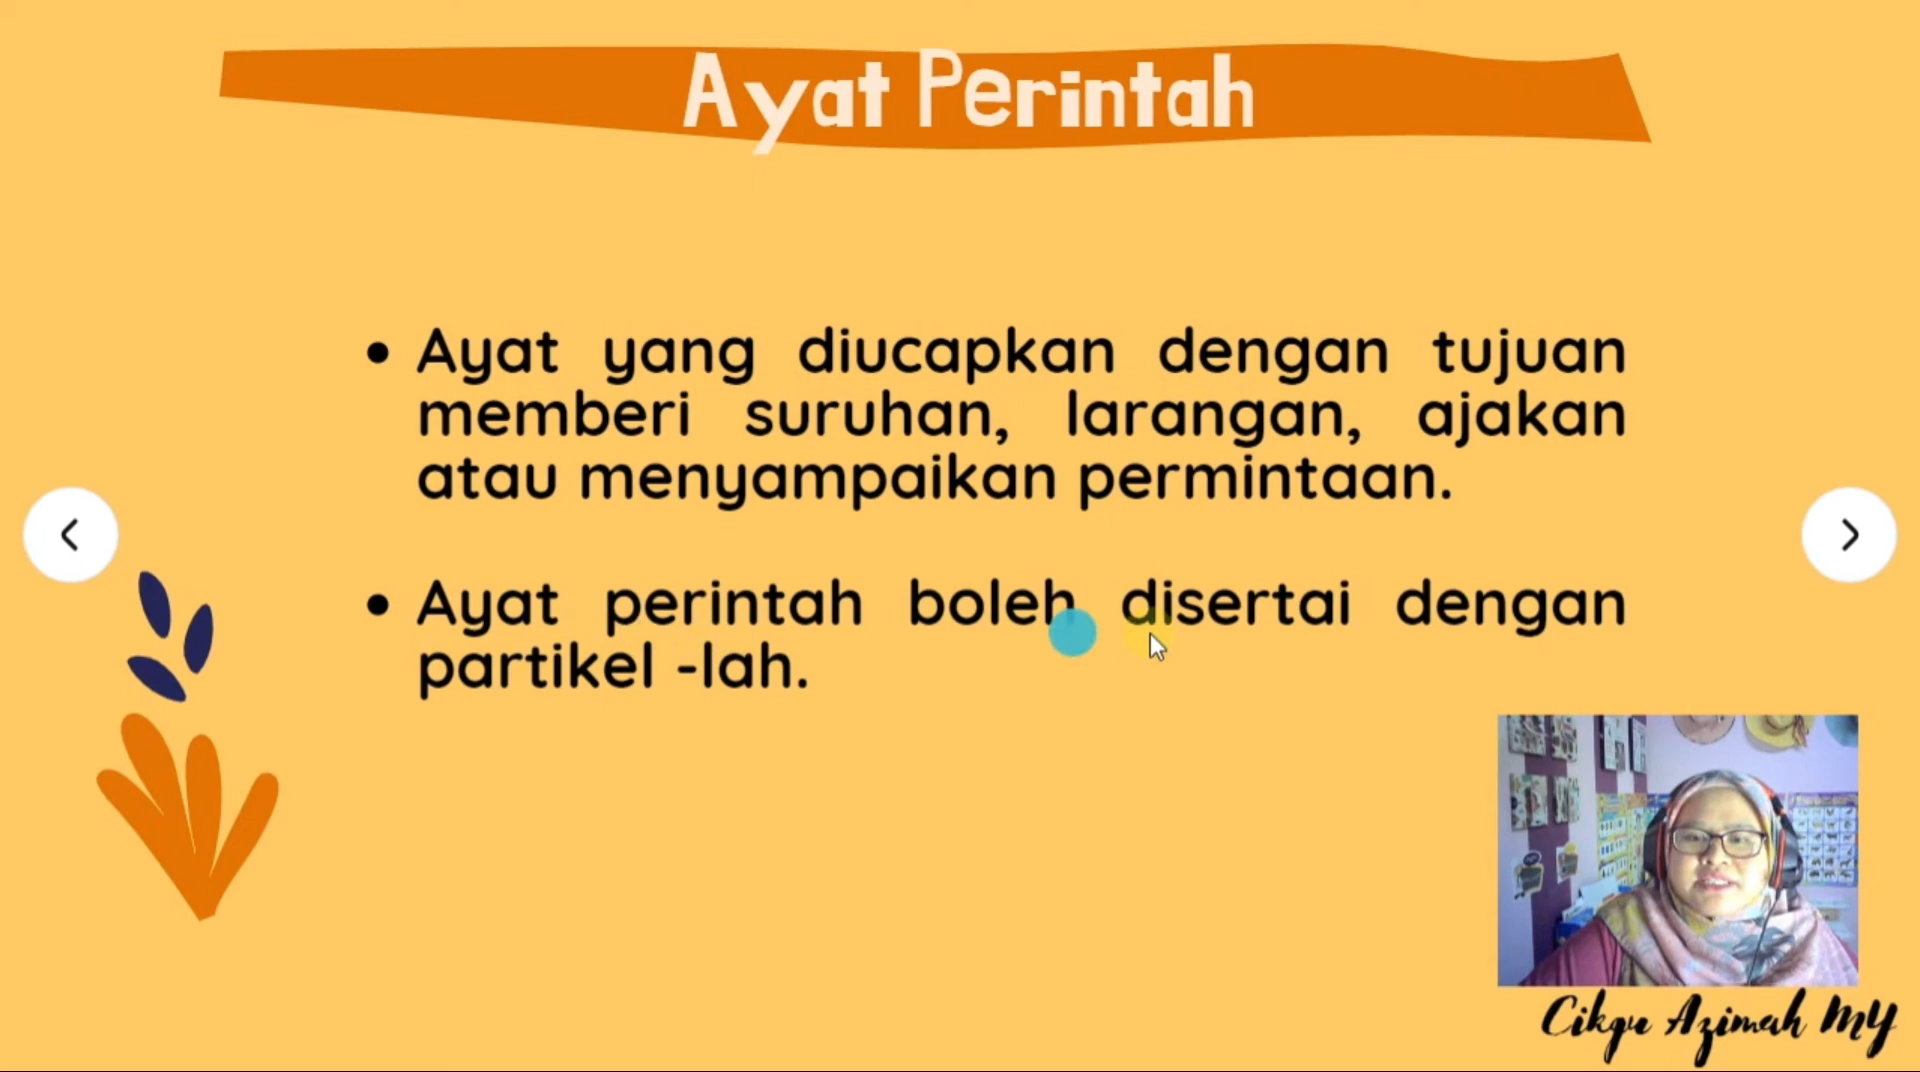 Ayat Perintah
• Ayat yang diucapkan dengan tujuan
memberi suruhan, larangan, ajakan
atau menyampaikan permintaan.
• Ayat perintah boleh disertai dengan
partikel -lah.
Cikgu Azimah MY